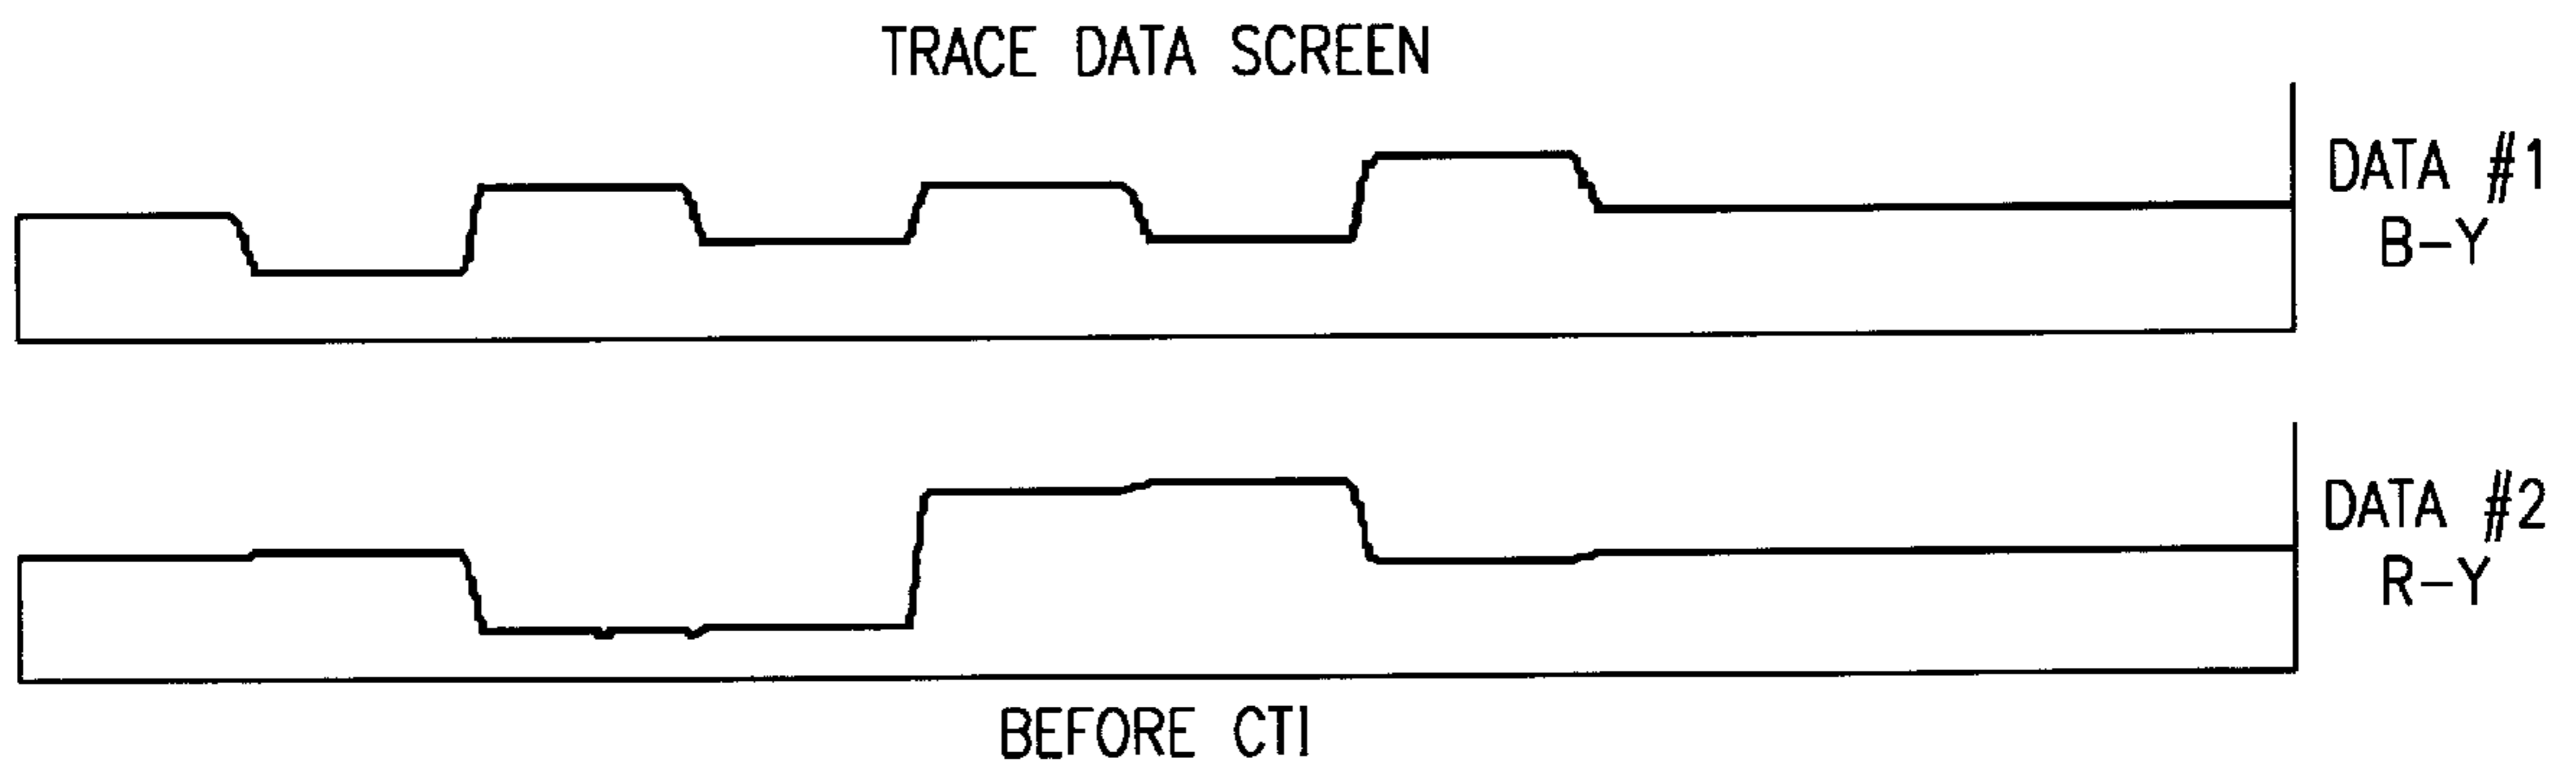 TRACE DATA SCREEN
DATA #1
B-Y
DATA #2
R-Y
BEFORE CTI